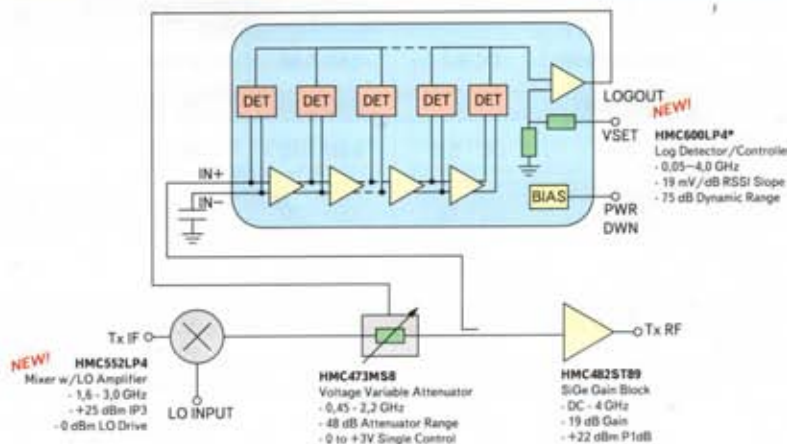 DET DET DET DET DET
LOGOUT
NEW!
VSET
HMC600LP4*
Log Detector/Controller
- 0,05–4,0 GHz
- 19 mV/dB RSSI Slope
- 75 dB Dynamic Range
IN+
IN–
BIAS
PWR
DWN
Tx IF
Tx RF
NEW!
HMC552LP4
Mixer w/LO Amplifier
- 1,6 - 3,0 GHz
- +25 dBm IP3
- 0 dBm LO Drive
LO INPUT
HMC473MS8
Voltage Variable Attenuator
- 0,45 - 2,2 GHz
- 48 dB Attenuator Range
- 0 to +3V Single Control
HMC482ST89
SiGe Gain Block
- DC - 4 GHz
- 19 dB Gain
- +22 dBm P1dB